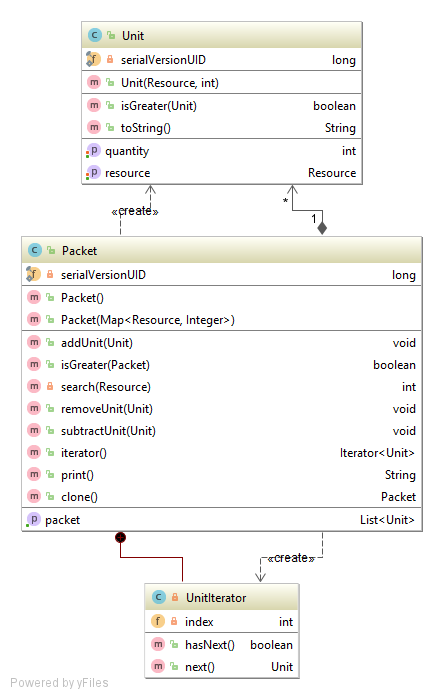 C Unit
f serialVersionUID long
m Unit(Resource, int)
m isGreater(Unit) boolean
m toString() String
p quantity int
p resource Resource
«create»
* 1
C Packet
f serialVersionUID long
m Packet()
m Packet(Map<Resource, Integer>)
m addUnit(Unit) void
m isGreater(Packet) boolean
m search(Resource) int
m removeUnit(Unit) void
m subtractUnit(Unit) void
m iterator() Iterator<Unit>
m print() String
m clone() Packet
p packet List<Unit>
«create»
C UnitIterator
f index int
m hasNext() boolean
m next() Unit
Powered by yFiles